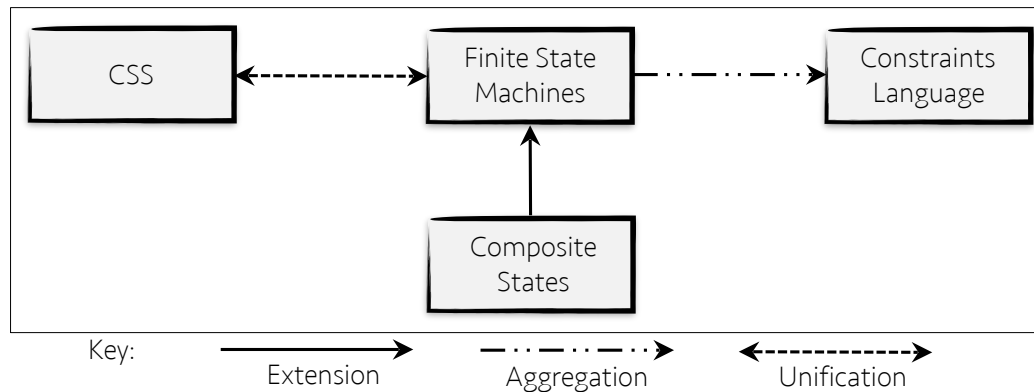 CSS
Finite State
Machines
Constraints
Language
Composite
States
Key:
Extension
Aggregation
Unification